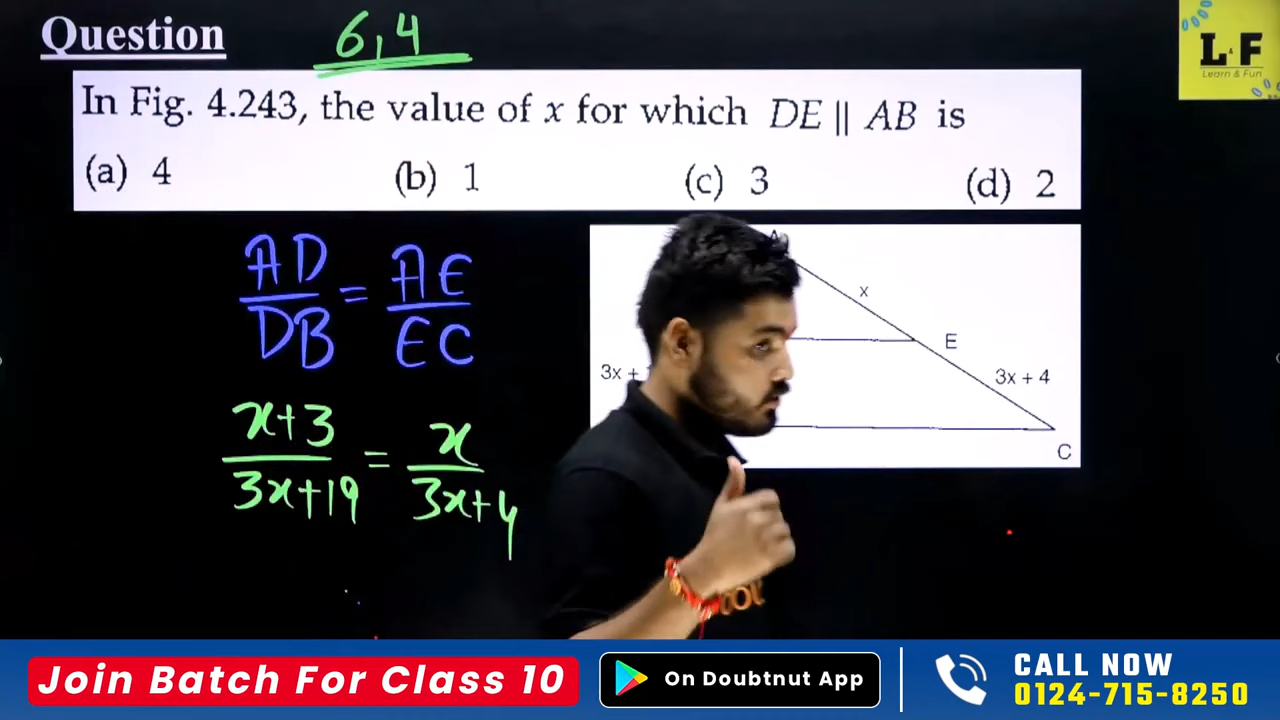 Question
6,4
L&F
Learn & Fun
In Fig. 4.243, the value of x for which DE || AB is
(a) 4 (b) 1 (c) 3 (d) 2
AD/DB = AE/EC
x+3/3x+19 = x/3x+4
x
E
3x +
3x + 4
C
Join Batch For Class 10
On Doubtnut App
CALL NOW
0124-715-8250